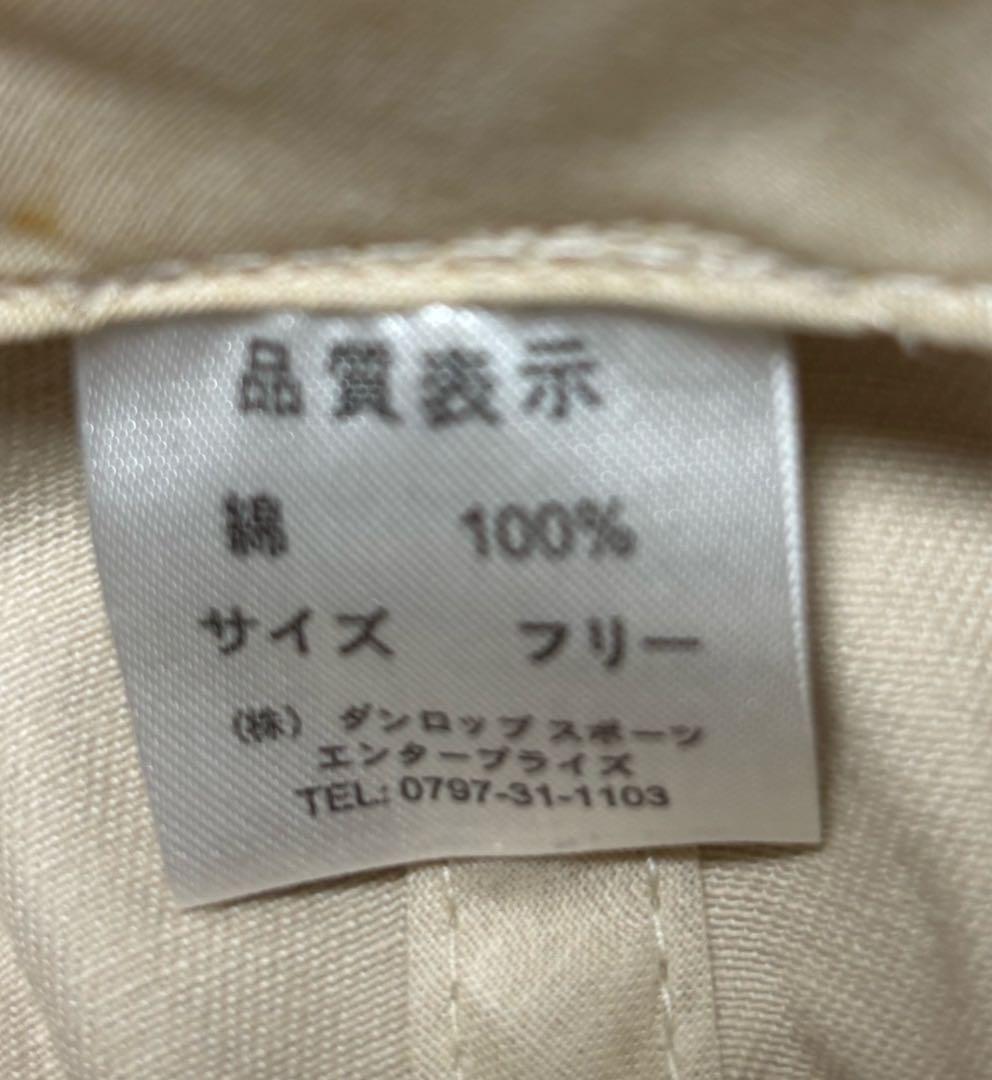 品質表示
綿 100%
サイズ フリー
(株) ダンロップ スポーツ
エンタープライズ
TEL: 0797-31-1103